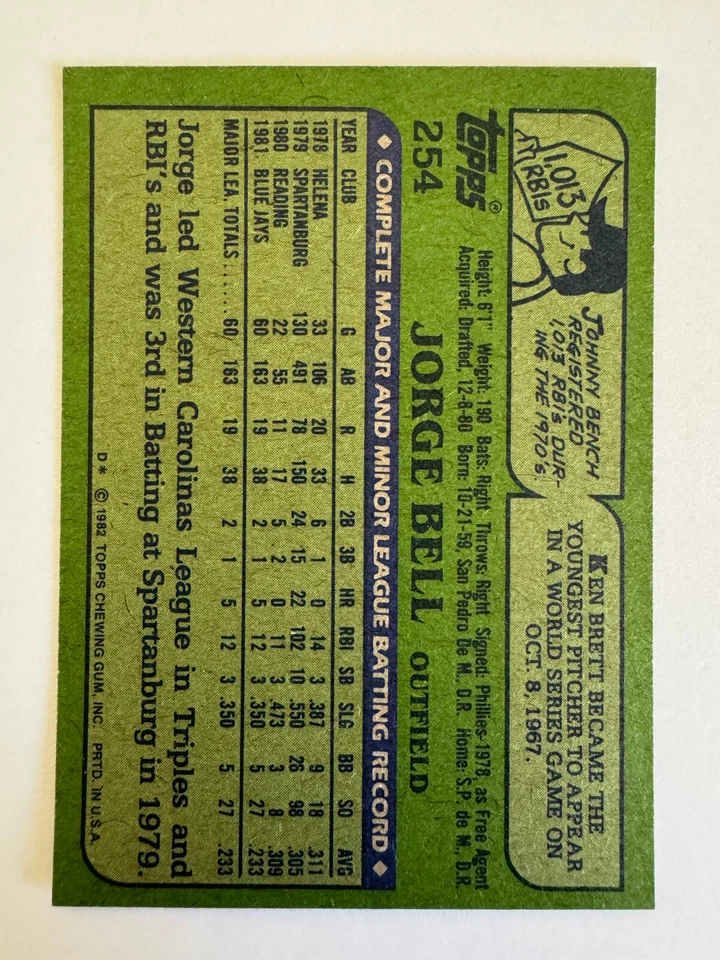 1,013
RBIs
JOHNNY BENCH
REGISTERED
1,013 RBI's DUR-
ING THE 1970's.
KEN BRETT BECAME THE
YOUNGEST PITCHER TO APPEAR
IN A WORLD SERIES GAME ON
OCT. 8, 1967.
topps®
254
Height: 6'1" Weight: 190 Bats: Right Throws: Right Signed: Phillies-1978, as Free Agent
Acquired: Drafted, 12-8-80 Born: 10-21-59, San Pedro De M., D.R. Home: S.P. de M., D.R.
JORGE BELL OUTFIELD
◆ COMPLETE MAJOR AND MINOR LEAGUE BATTING RECORD ◆
YEAR CLUB G AB R H 2B 3B HR RBI SB SLG BB SO AVG
1978 HELENA 33 106 20 33 6 1 0 14 3 .387 9 18 .311
1979 SPARTANBURG 130 491 78 150 24 15 22 102 10 .550 28 98 .305
1980 READING 22 55 11 17 5 2 0 11 3 .473 3 8 .309
1981 BLUE JAYS 60 163 19 38 2 1 5 12 3 .350 5 27 .233
MAJOR LEA. TOTALS...... 60 163 19 38 2 1 5 12 3 .350 5 27 .233
Jorge led Western Carolinas League in Triples and
RBI's and was 3rd in Batting at Spartanburg in 1979.
D* © 1982 TOPPS CHEWING GUM, INC. PRTD. IN U.S.A.